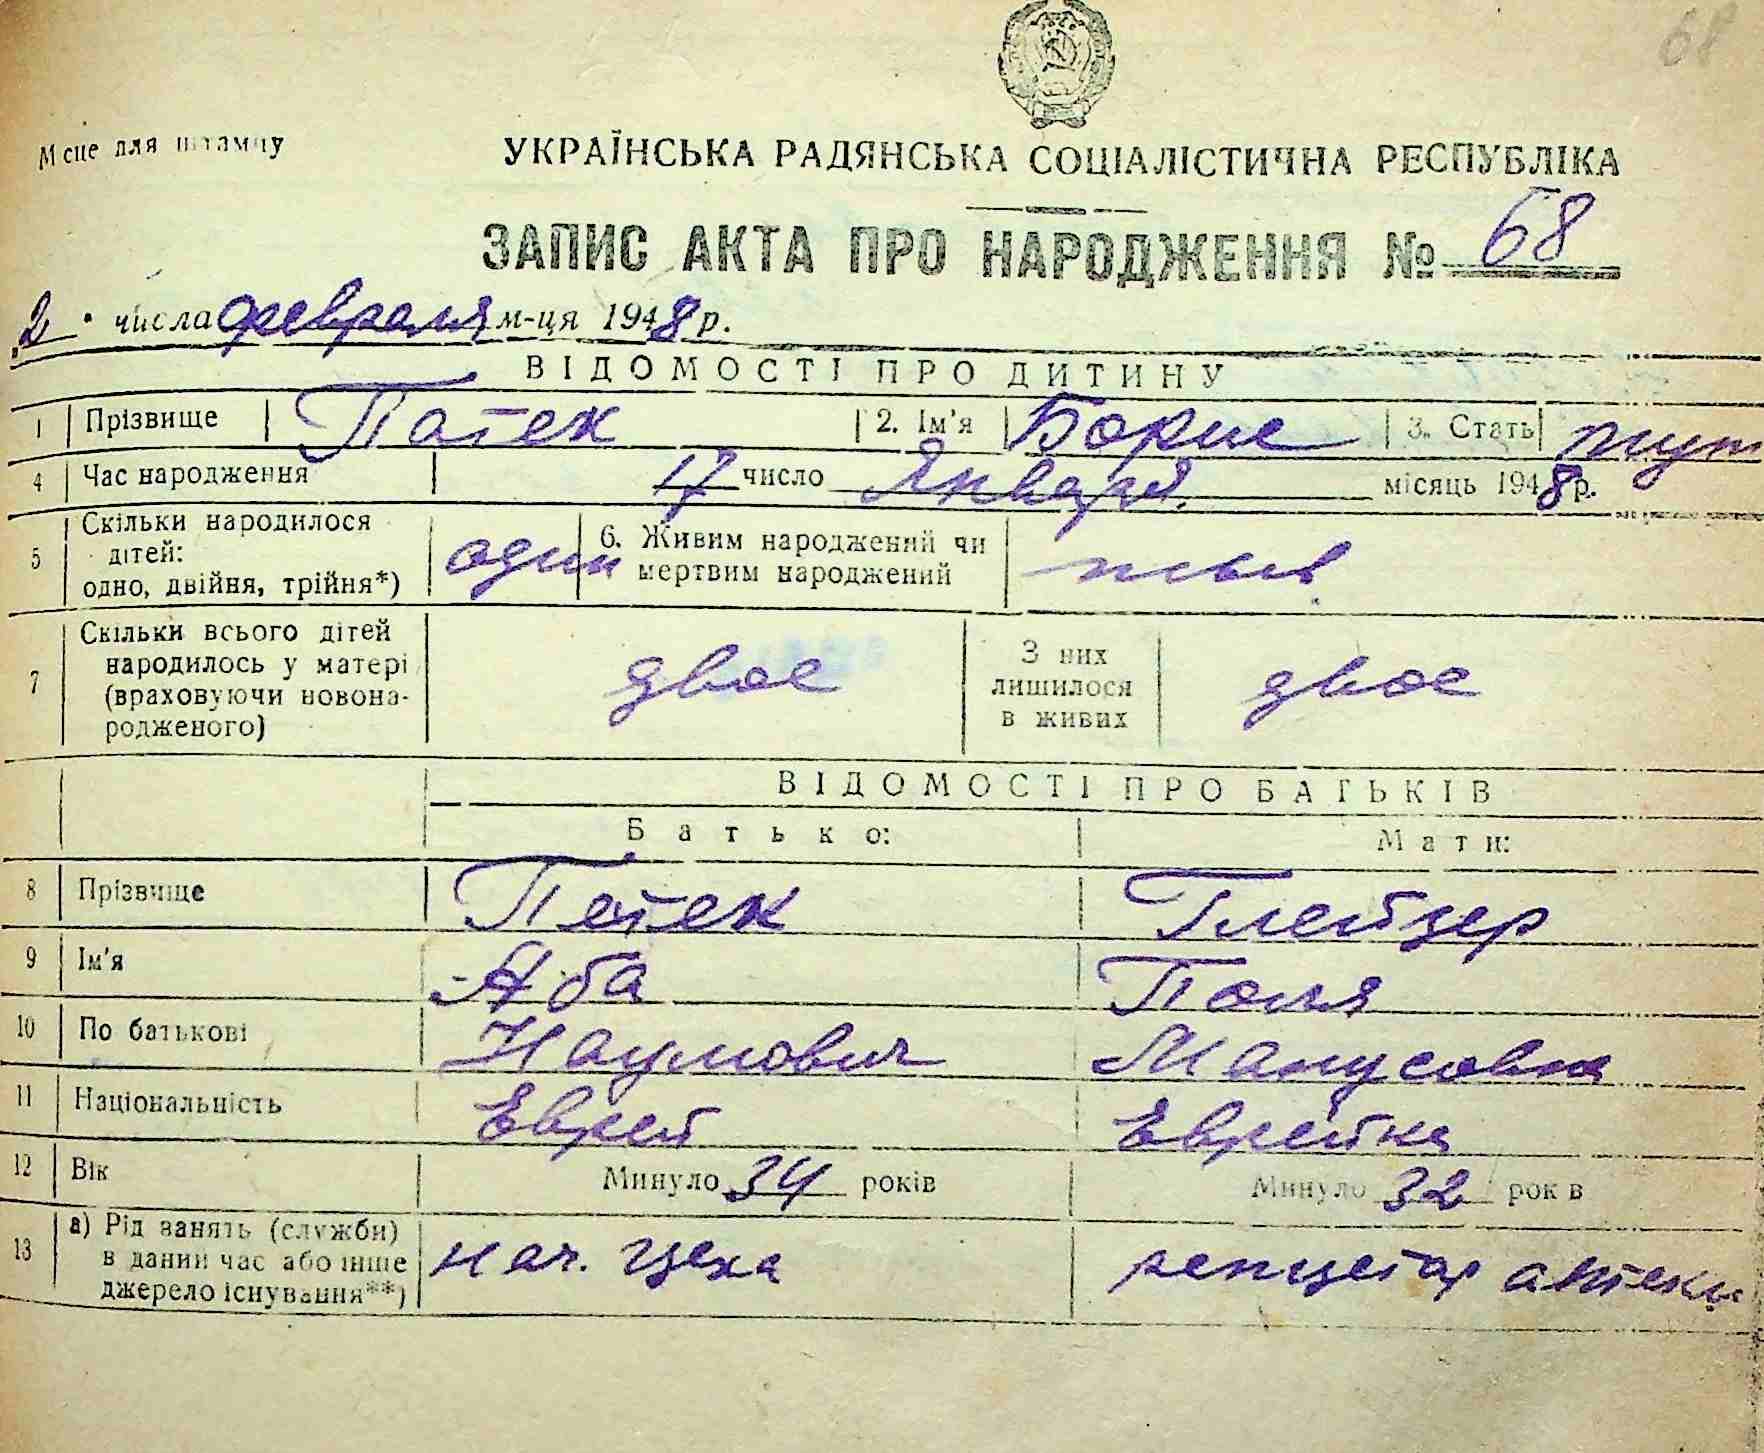 68
Місце для штампу
УКРАЇНСЬКА РАДЯНСЬКА СОЦІАЛІСТИЧНА РЕСПУБЛІКА
ЗАПИС АКТА ПРО НАРОДЖЕННЯ № 68
2 числа февраля м-ця 1948 р.
ВІДОМОСТІ ПРО ДИТИНУ
1 Прізвище Патек 2. Ім'я Борис 3. Стать муж
4 Час народження 17 число Января місяць 1948 р.
5 Скільки народилося дітей: одно, двійня, трійня*) один 6. Живим народжений чи мертвим народжений жив
7 Скільки всього дітей народилось у матері (враховуючи новонародженого) двое З них лишилося в живих двое
ВІДОМОСТІ ПРО БАТЬКІВ
Батько: Мати:
8 Прізвище Патек Глейзер
9 Ім'я Аба Поля
10 По батькові Наумович Манусовна
11 Національність Еврей Еврейка
12 Вік Минуло 34 років Минуло 32 років
13 а) Рід занять (служби) в даний час або інше джерело існування**) нач. цеха рецептар аптеки